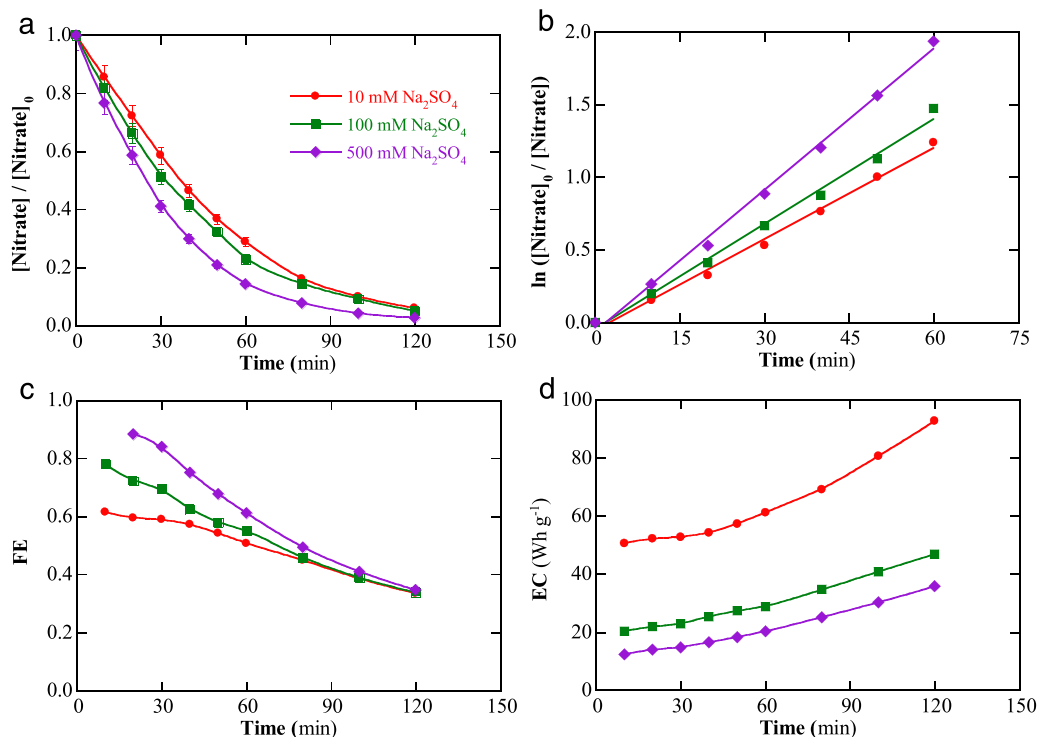 a
1.0
0.8
0.6
0.4
0.2
0.0
[Nitrate] / [Nitrate]₀
10 mM Na₂SO₄
100 mM Na₂SO₄
500 mM Na₂SO₄
0 30 60 90 120 150
Time (min)
b
2.0
1.5
1.0
0.5
0.0
ln ([Nitrate]₀ / [Nitrate])
0 15 30 45 60 75
Time (min)
c
1.0
0.8
0.6
0.4
0.2
0.0
FE
0 30 60 90 120 150
Time (min)
d
100
80
60
40
20
0
EC (Wh g⁻¹)
0 30 60 90 120 150
Time (min)